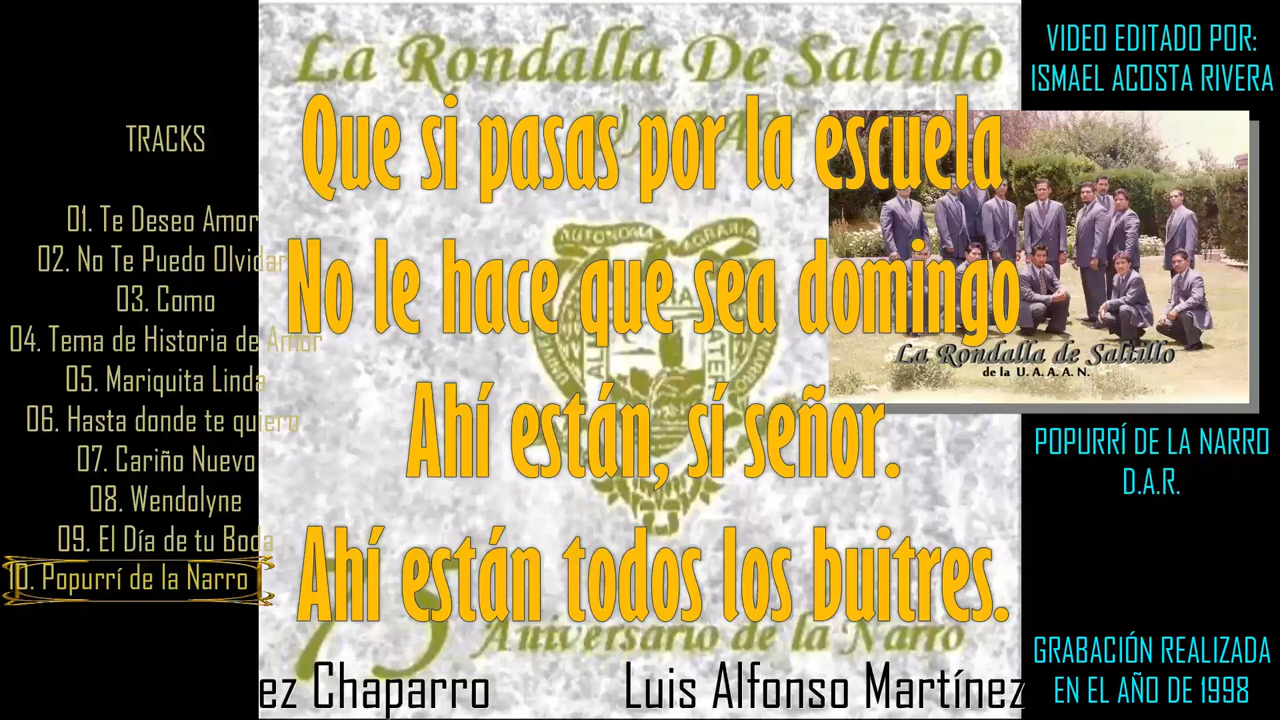 La Rondalla De Saltillo
Que si pasas por la escuela
No le hace que sea domingo
Ahí están, sí señor.
Ahí están todos los buitres.
75 Aniversario de la Narro
ez Chaparro Luis Alfonso Martínez
TRACKS
01. Te Deseo Amor
02. No Te Puedo Olvidar
03. Como
04. Tema de Historia de Amor
05. Mariquita Linda
06. Hasta donde te quiero
07. Cariño Nuevo
08. Wendolyne
09. El Día de tu Boda
10. Popurrí de la Narro
VIDEO EDITADO POR:
ISMAEL ACOSTA RIVERA
La Rondalla de Saltillo
de la U. A. A. A. N.
POPURRÍ DE LA NARRO
D.A.R.
GRABACIÓN REALIZADA
EN EL AÑO DE 1998